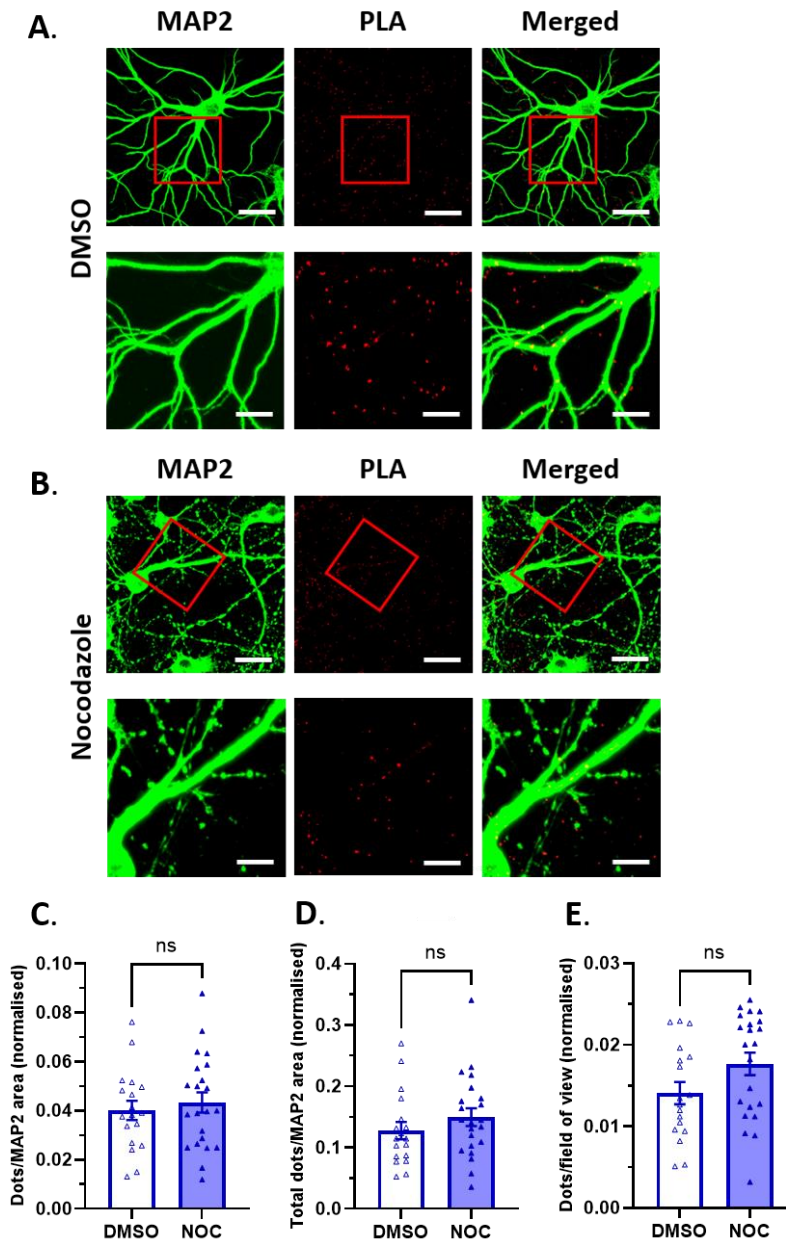 A.
MAP2 PLA Merged
DMSO
B.
MAP2 PLA Merged
Nocodazole
C.
D.
E.
ns
Dots/MAP2 area (normalised)
0.10
0.08
0.06
0.04
0.02
0.00
DMSO NOC
ns
Total dots/MAP2 area (normalised)
0.4
0.3
0.2
0.1
0.0
DMSO NOC
ns
Dots/field of view (normalised)
0.03
0.02
0.01
0.00
DMSO NOC